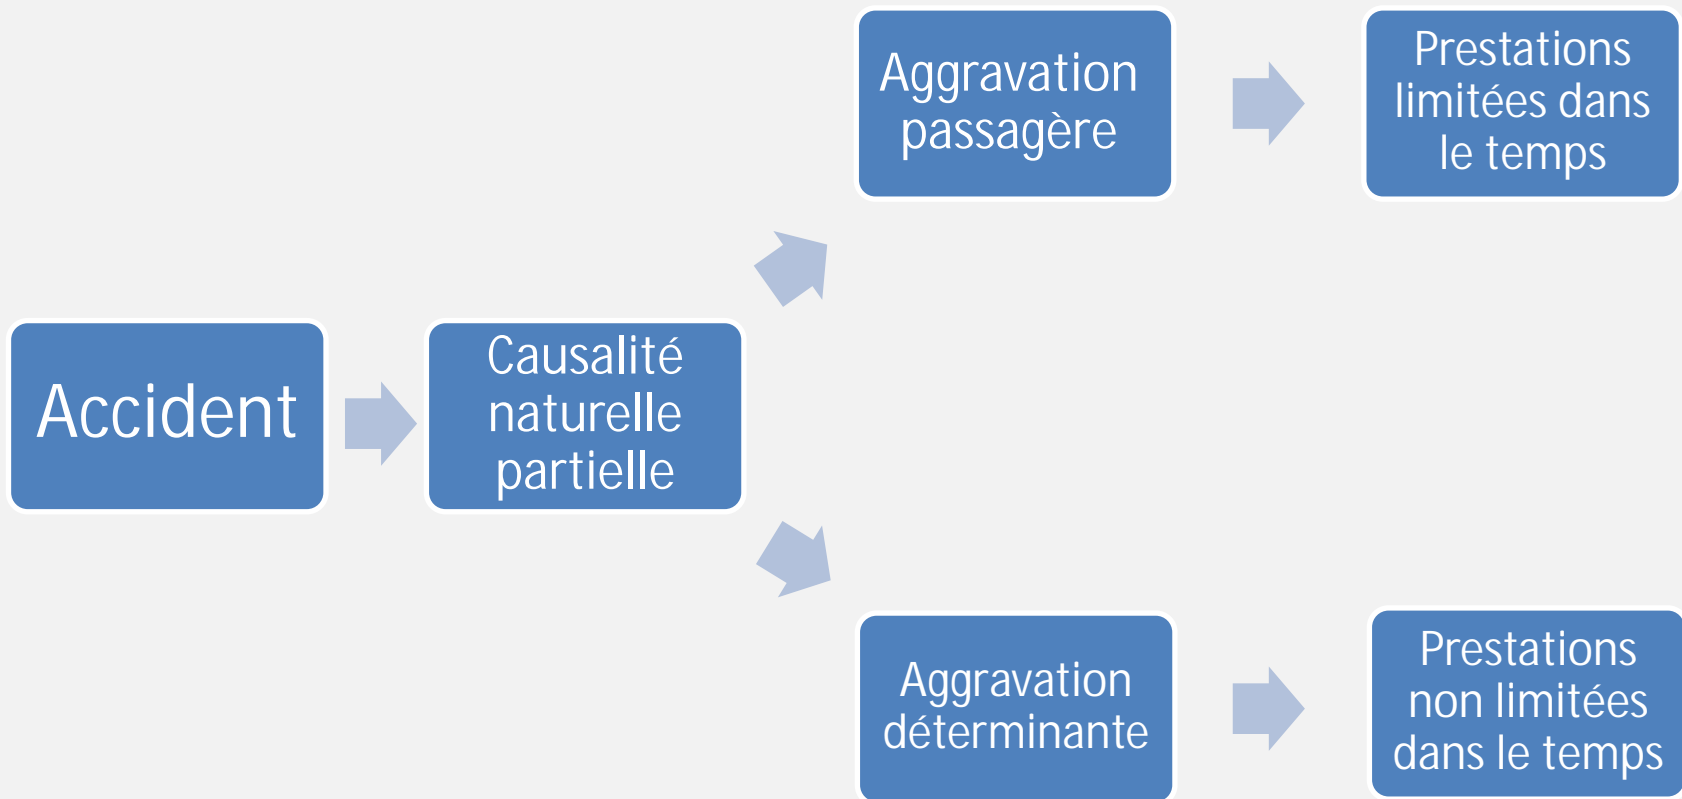 Accident
Causalité
naturelle
partielle
Aggravation
passagère
Prestations
limitées dans
le temps
Aggravation
déterminante
Prestations
non limitées
dans le temps